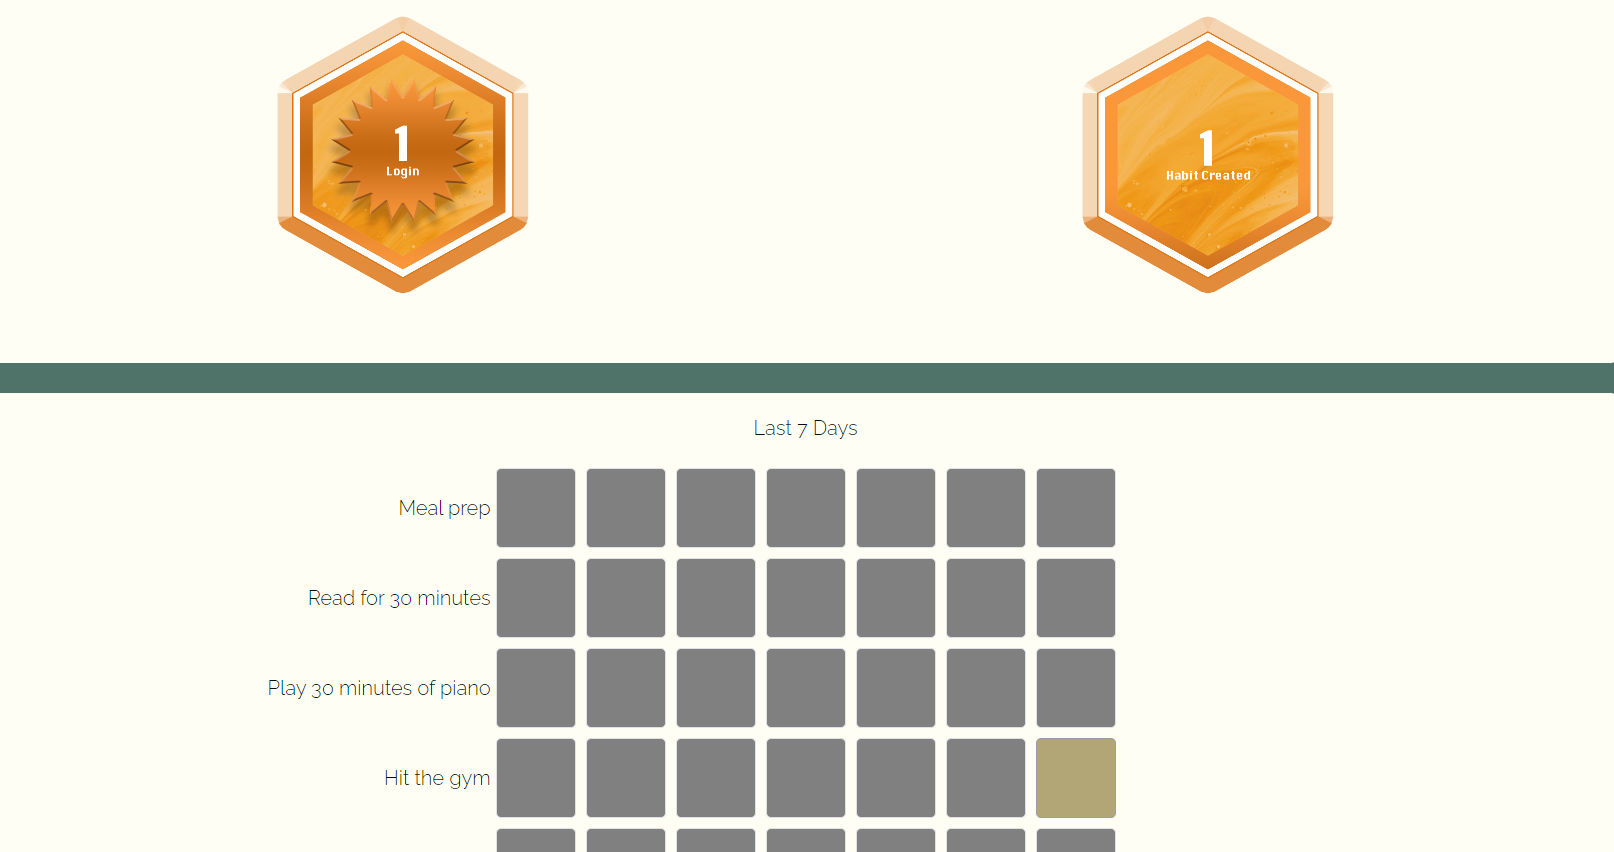 1
Login
1
Habit Created
Last 7 Days
Meal prep
Read for 30 minutes
Play 30 minutes of piano
Hit the gym